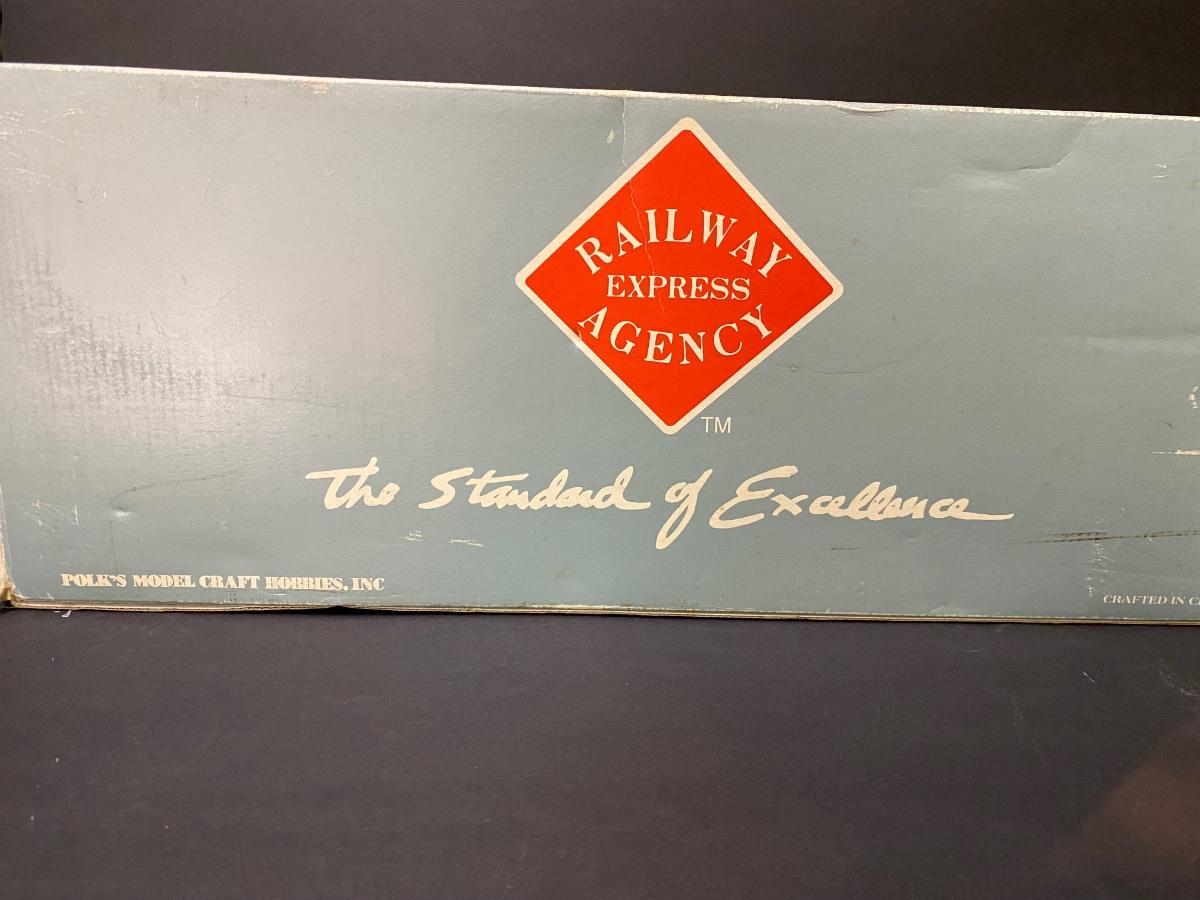 RAILWAY
EXPRESS
AGENCY
TM
The Standard of Excellence
POLK'S MODEL CRAFT HOBBIES, INC
CRAFTED IN